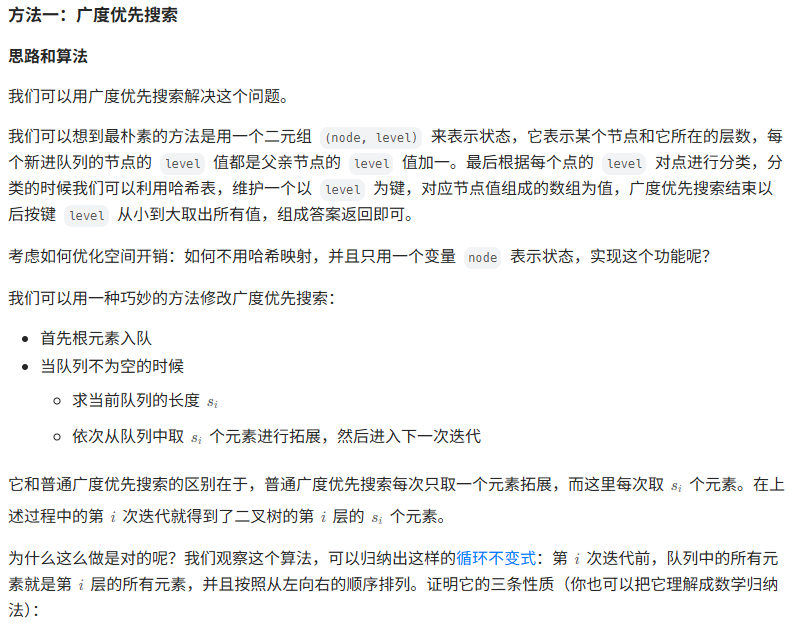 方法一：广度优先搜索
思路和算法
我们可以用广度优先搜索解决这个问题。
我们可以想到最朴素的方法是用一个二元组 (node, level) 来表示状态，它表示某个节点和它所在的层数，每
个新进队列的节点的 level 值都是父亲节点的 level 值加一。最后根据每个点的 level 对点进行分类，分
类的时候我们可以利用哈希表，维护一个以 level 为键，对应节点值组成的数组为值，广度优先搜索结束以
后按键 level 从小到大取出所有值，组成答案返回即可。
考虑如何优化空间开销：如何不用哈希映射，并且只用一个变量 node 表示状态，实现这个功能呢？
我们可以用一种巧妙的方法修改广度优先搜索：
• 首先根元素入队
• 当队列不为空的时候
○ 求当前队列的长度 sᵢ
○ 依次从队列中取 sᵢ 个元素进行拓展，然后进入下一次迭代
它和普通广度优先搜索的区别在于，普通广度优先搜索每次只取一个元素拓展，而这里每次取 sᵢ 个元素。在上
述过程中的第 i 次迭代就得到了二叉树的第 i 层的 sᵢ 个元素。
为什么这么做是对的呢？我们观察这个算法，可以归纳出这样的循环不变式：第 i 次迭代前，队列中的所有元
素就是第 i 层的所有元素，并且按照从左向右的顺序排列。证明它的三条性质（你也可以把它理解成数学归纳
法）：